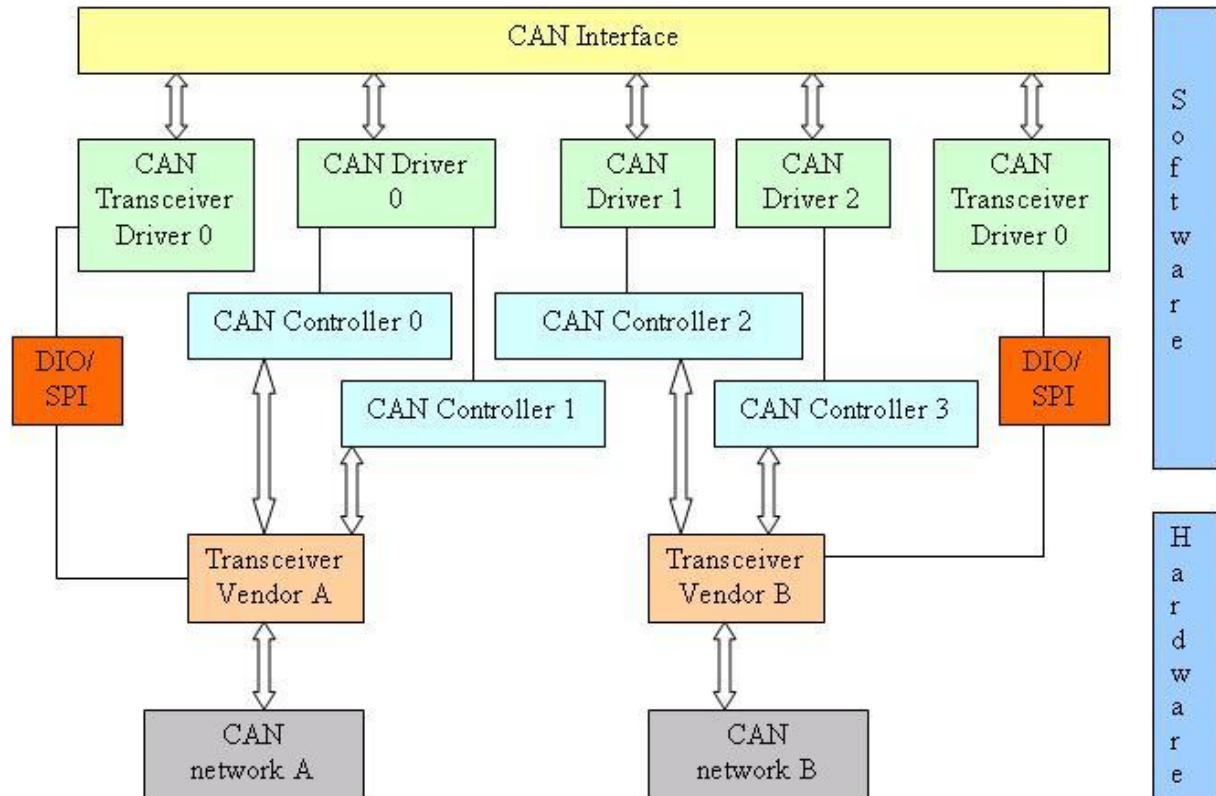 CAN Interface
CAN
Transceiver
Driver 0
CAN Driver
0
CAN
Driver 1
CAN
Driver 2
CAN
Transceiver
Driver 0
CAN Controller 0
CAN Controller 2
DIO/
SPI
DIO/
SPI
CAN Controller 1
CAN Controller 3
Transceiver
Vendor A
Transceiver
Vendor B
CAN
network A
CAN
network B
Software
Hardware